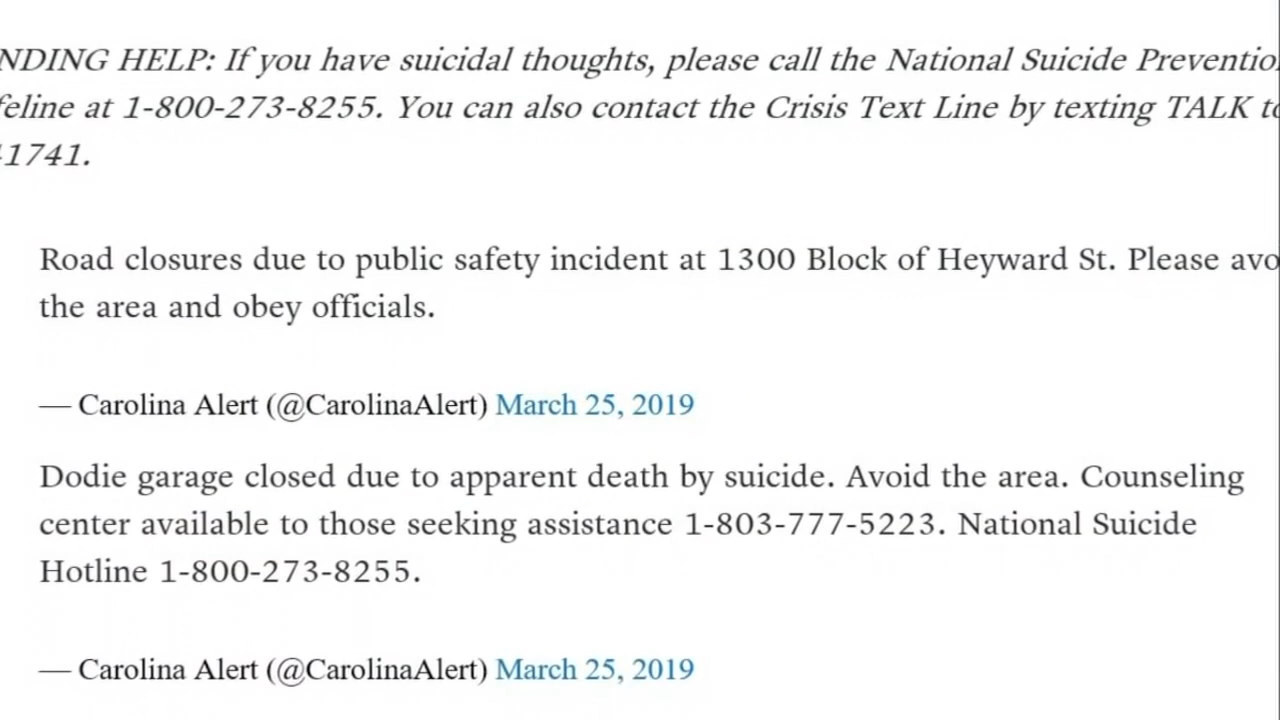 NDING HELP: If you have suicidal thoughts, please call the National Suicide Preventio
feline at 1-800-273-8255. You can also contact the Crisis Text Line by texting TALK to
1741.
Road closures due to public safety incident at 1300 Block of Heyward St. Please avo
the area and obey officials.
— Carolina Alert (@CarolinaAlert) March 25, 2019
Dodie garage closed due to apparent death by suicide. Avoid the area. Counseling
center available to those seeking assistance 1-803-777-5223. National Suicide
Hotline 1-800-273-8255.
— Carolina Alert (@CarolinaAlert) March 25, 2019